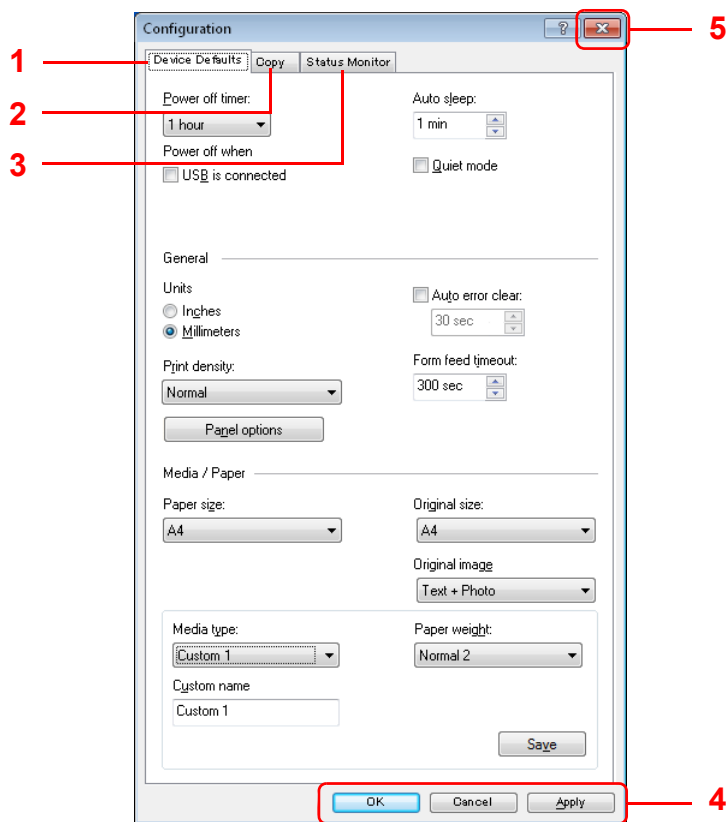 Configuration
?
5
1
Device Defaults
Copy
Status Monitor
2
3
Power off timer:
Auto sleep:
1 hour
1 min
Power off when
USB is connected
Quiet mode
General
Units
Auto error clear:
Inches
30 sec
Millimeters
Print density:
Form feed timeout:
Normal
300 sec
Panel options
Media / Paper
Paper size:
Original size:
A4
A4
Original image
Text + Photo
Media type:
Paper weight:
Custom 1
Normal 2
Custom name
Custom 1
Save
OK
Cancel
Apply
4